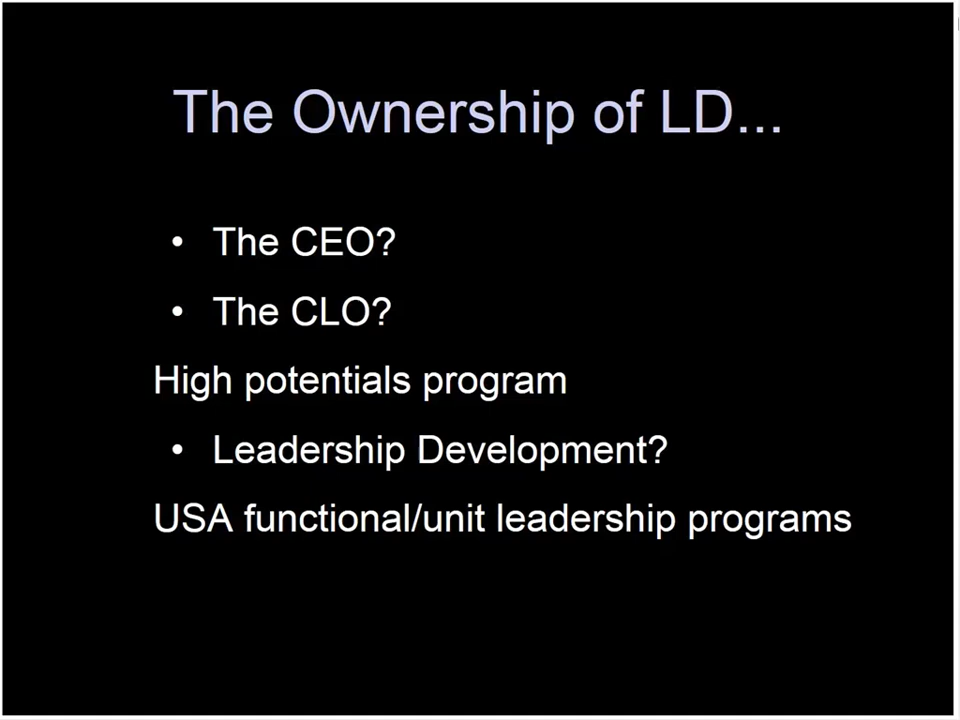 The Ownership of LD...
• The CEO?
• The CLO?
High potentials program
• Leadership Development?
USA functional/unit leadership programs